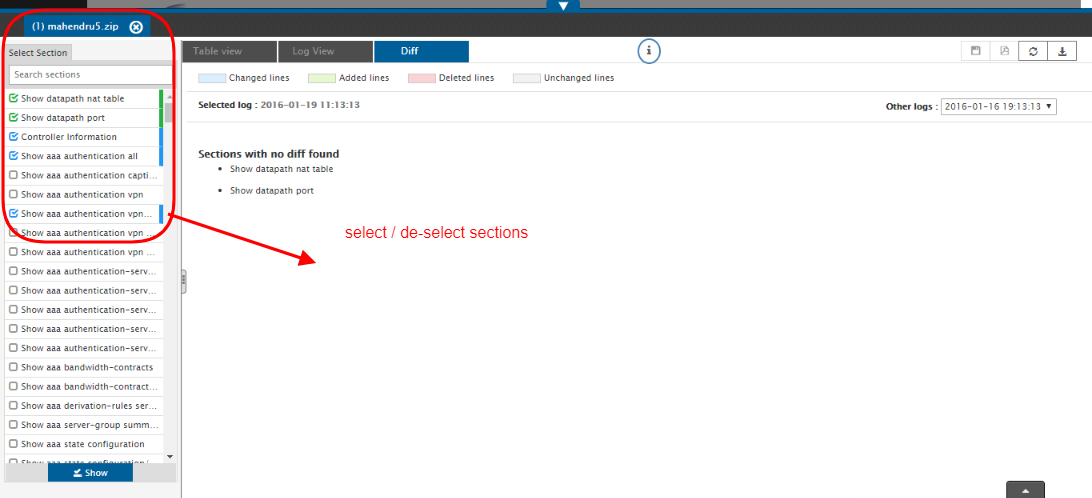 (1) mahendru5.zip
Select Section
Search sections
Show datapath nat table
Show datapath port
Controller Information
Show aaa authentication all
Show aaa authentication capti...
Show aaa authentication vpn
Show aaa authentication vpn...
Show aaa authentication vpn ...
Show aaa authentication vpn ...
Show aaa authentication-serv...
Show aaa authentication-serv...
Show aaa authentication-serv...
Show aaa authentication-serv...
Show aaa authentication-serv...
Show aaa bandwidth-contracts
Show aaa bandwidth-contract...
Show aaa derivation-rules ser...
Show aaa server-group summ...
Show aaa state configuration
Show aaa state configuration/
Show
Table view
Log View
Diff
i
Changed lines
Added lines
Deleted lines
Unchanged lines
Selected log : 2016-01-19 11:13:13
Other logs : 2016-01-16 19:13:13
Sections with no diff found
Show datapath nat table
Show datapath port
select / de-select sections